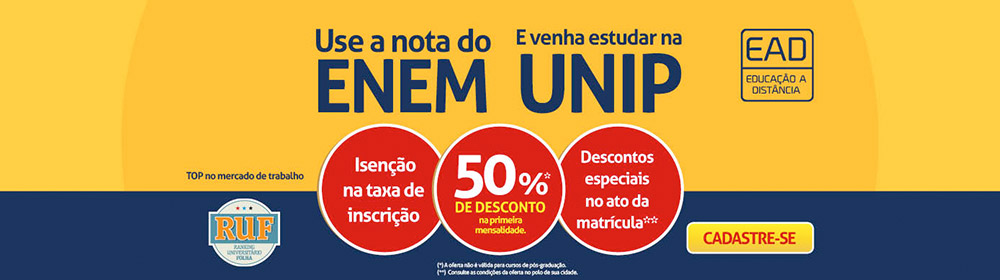 Use a nota do
ENEM
E venha estudar na
UNIP
EAD
EDUCAÇÃO A
DISTÂNCIA
Isenção
na taxa de
inscrição
50%*
DE DESCONTO
na primeira
mensalidade.
Descontos
especiais
no ato da
matrícula**
TOP no mercado de trabalho
RUF
RANKING
UNIVERSITÁRIO
FOLHA
CADASTRE-SE
(*) A oferta não é válida para cursos de pós-graduação.
(**) Consulte as condições da oferta no polo de sua cidade.